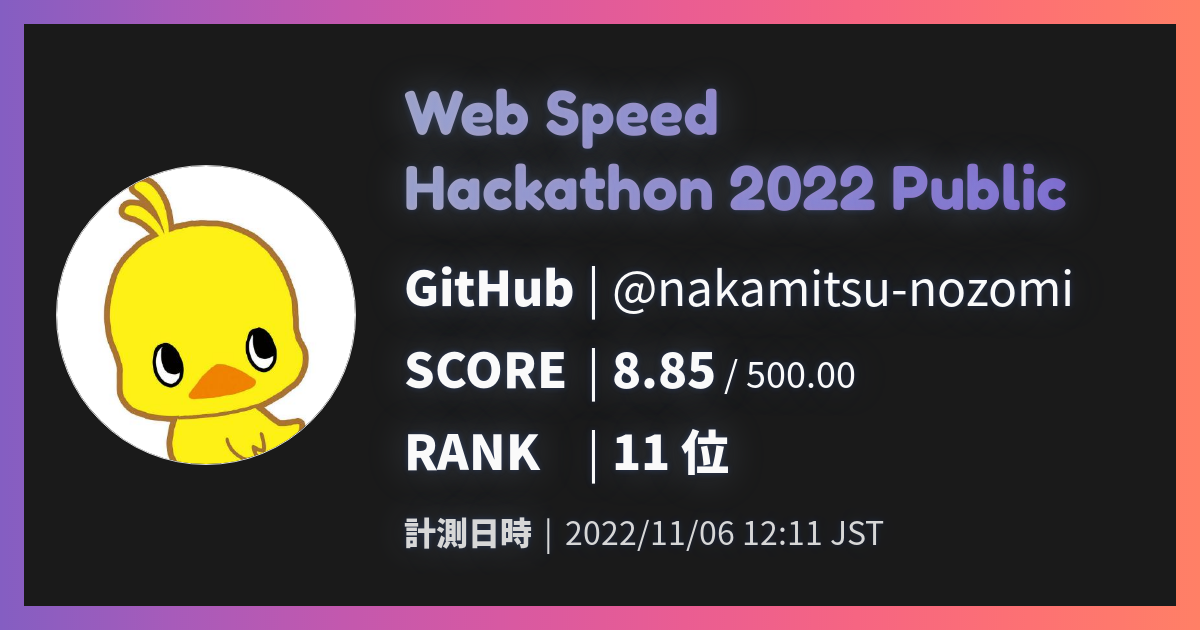 Web Speed
Hackathon 2022 Public
GitHub | @nakamitsu-nozomi
SCORE | 8.85 / 500.00
RANK | 11 位
計測日時 | 2022/11/06 12:11 JST